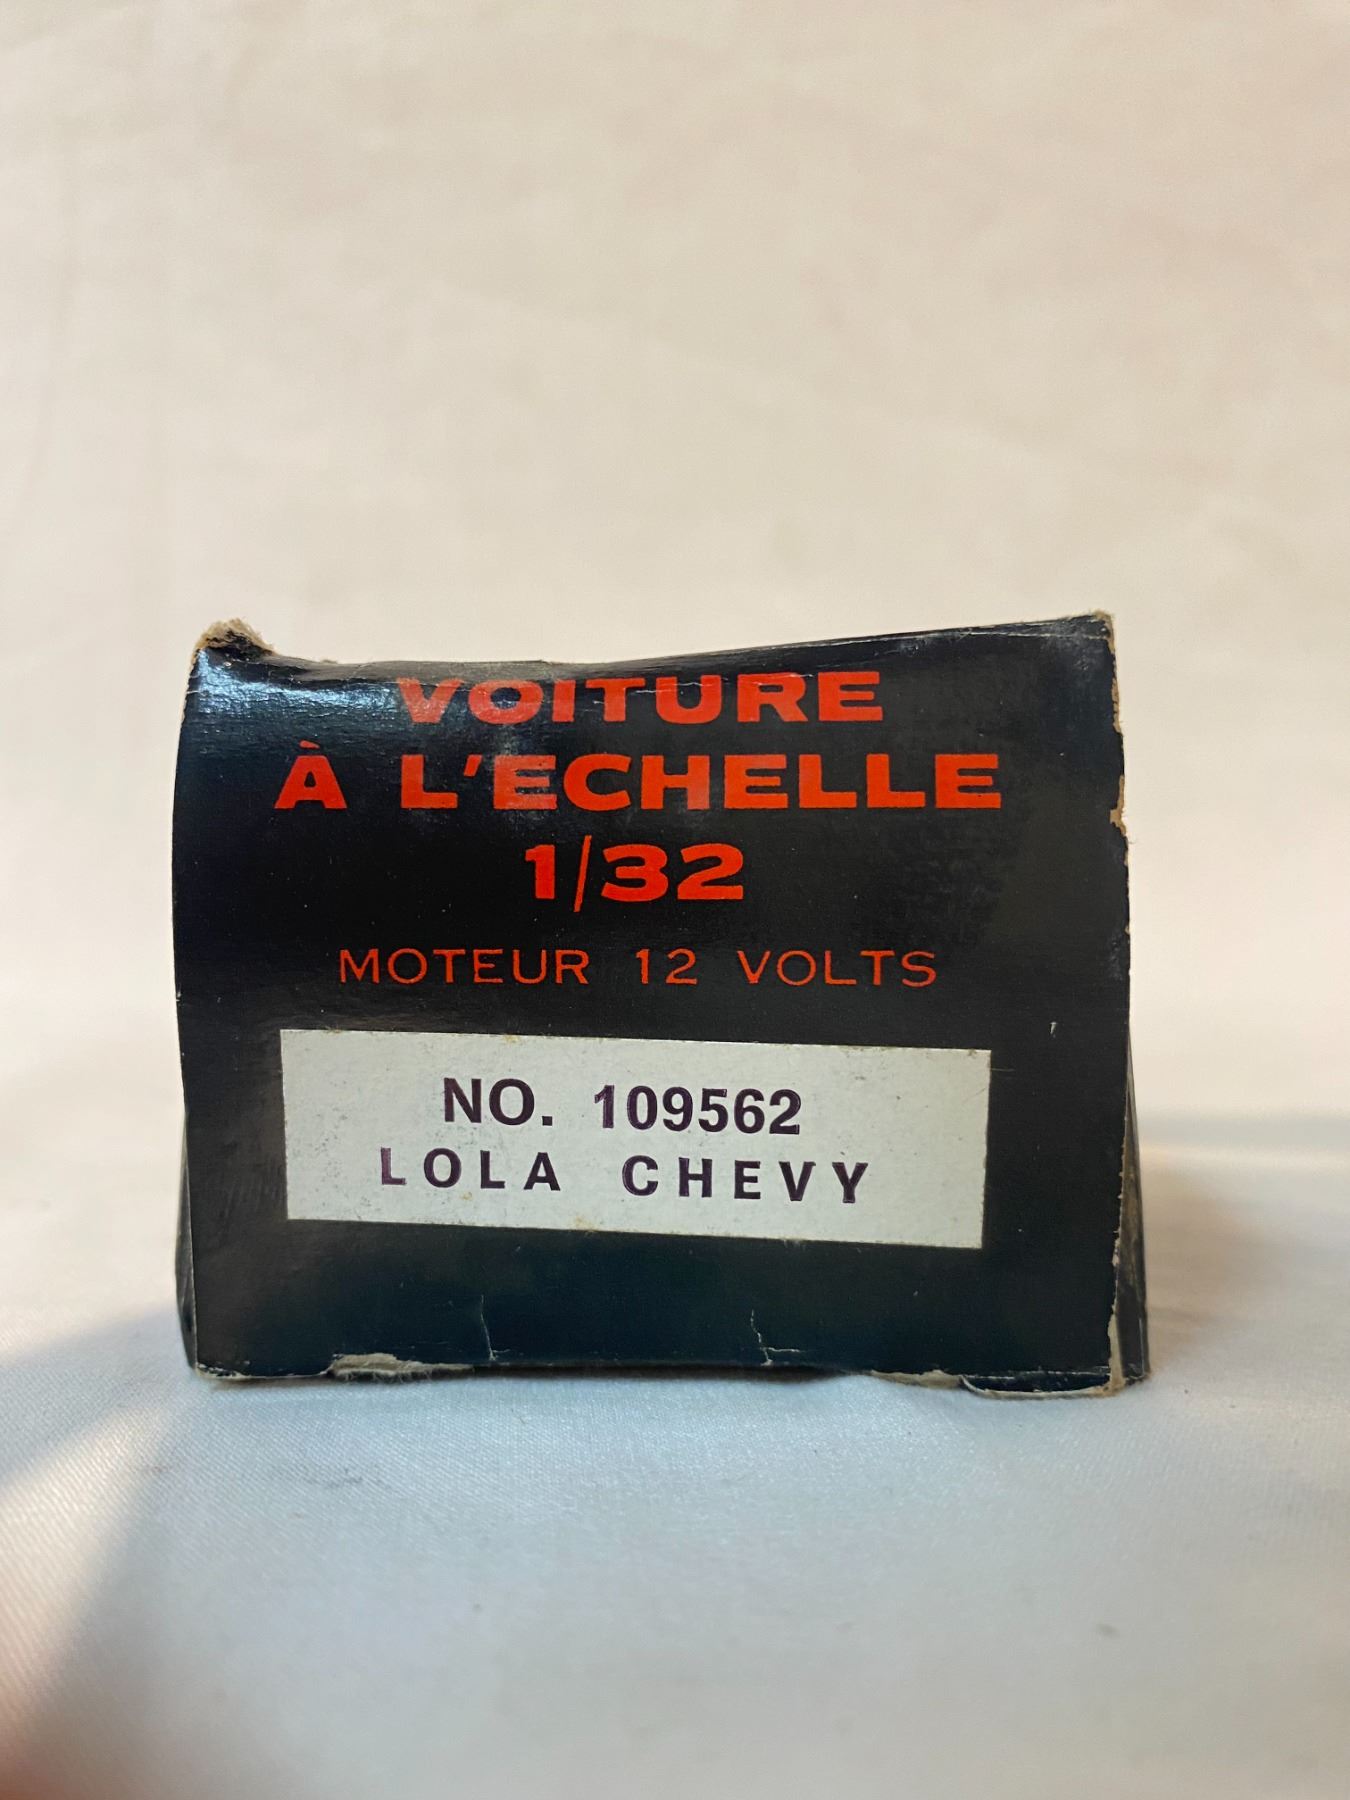 VOITURE
À L'ECHELLE
1/32
MOTEUR 12 VOLTS
NO. 109562
LOLA CHEVY